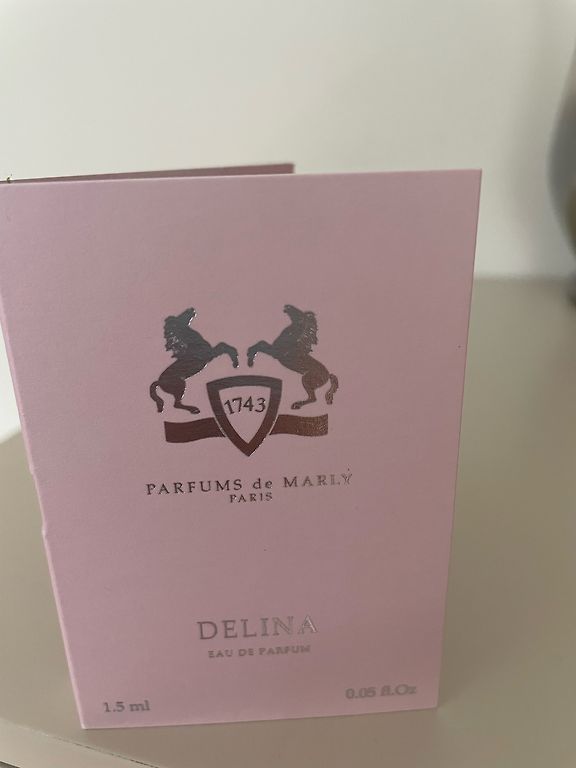 1743
PARFUMS de MARLY
PARIS
DELINA
EAU DE PARFUM
1.5 ml
0.05 fl.Oz